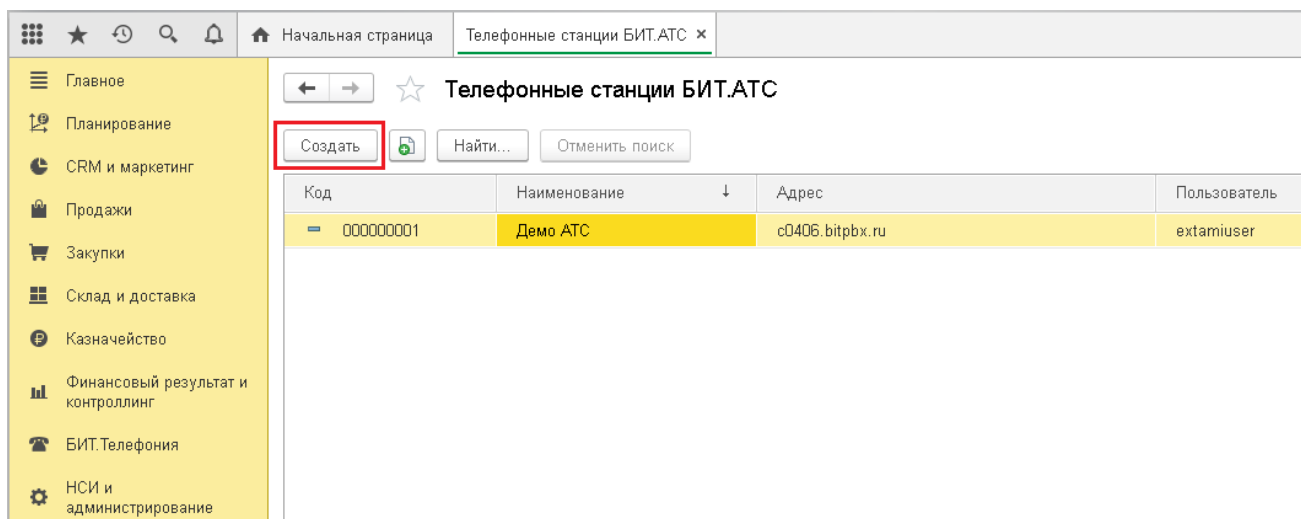 Начальная страница
Телефонные станции БИТ.АТС ×
Главное
Планирование
CRM и маркетинг
Продажи
Закупки
Склад и доставка
Казначейство
Финансовый результат и
контроллинг
БИТ.Телефония
НСИ и
администрирование
Телефонные станции БИТ.АТС
Создать
Найти...
Отменить поиск
Код Наименование ↓ Адрес Пользователь
000000001 Демо АТС c0406.bitpbx.ru extamiuser